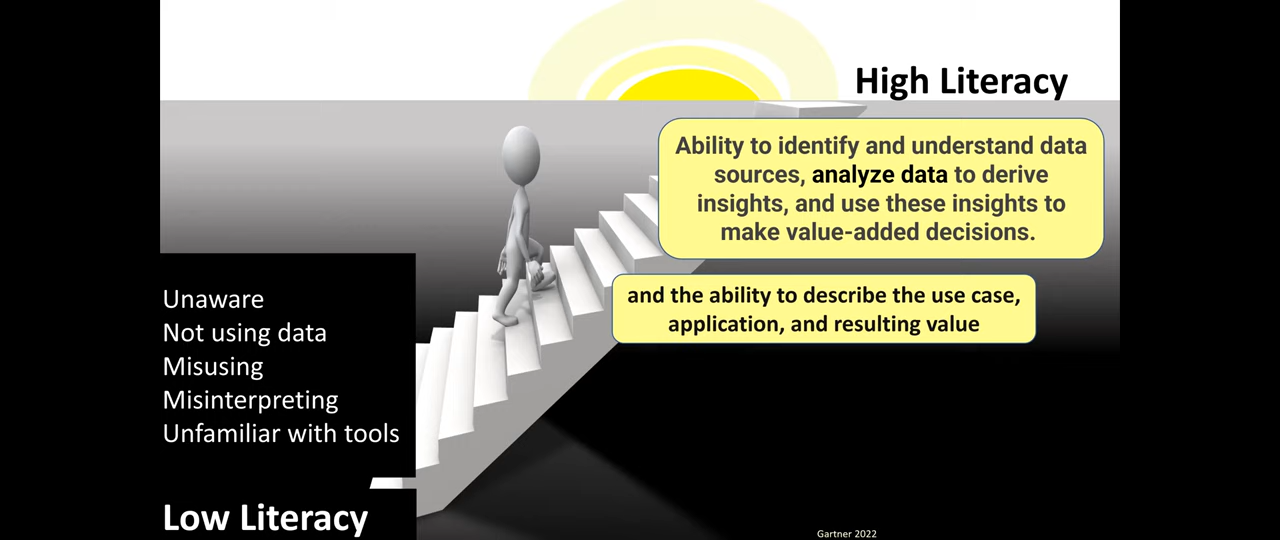 High Literacy
Ability to identify and understand data
sources, analyze data to derive
insights, and use these insights to
make value-added decisions.
and the ability to describe the use case,
application, and resulting value
Unaware
Not using data
Misusing
Misinterpreting
Unfamiliar with tools
Low Literacy
Gartner 2022